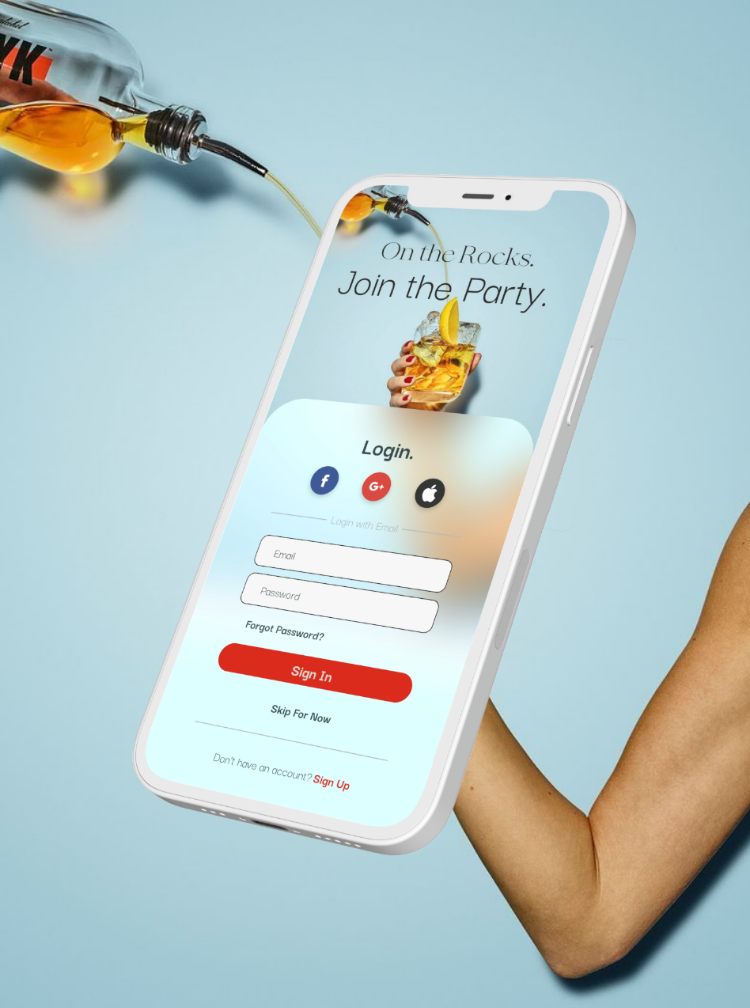 On the Rocks.
Join the Party.
Login.
G+
Login with Email
Email
Password
Forgot Password?
Sign In
Skip For Now
Don't have an account? Sign Up